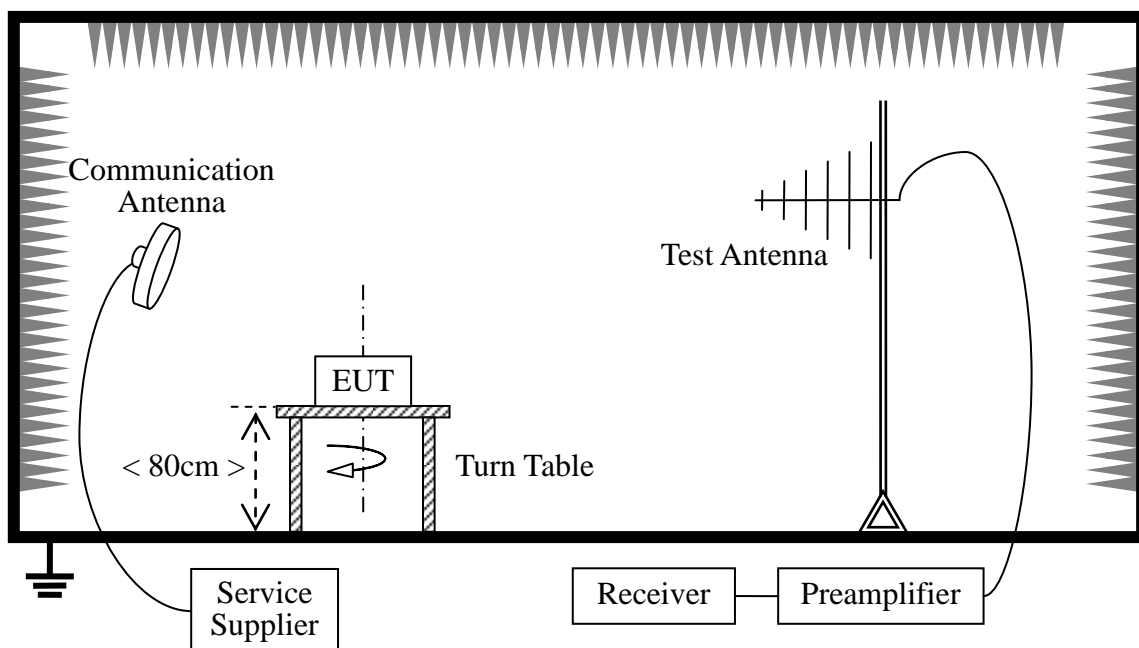 Communication
Antenna
Test Antenna
EUT
< 80cm >
Turn Table
Service
Supplier
Receiver
Preamplifier